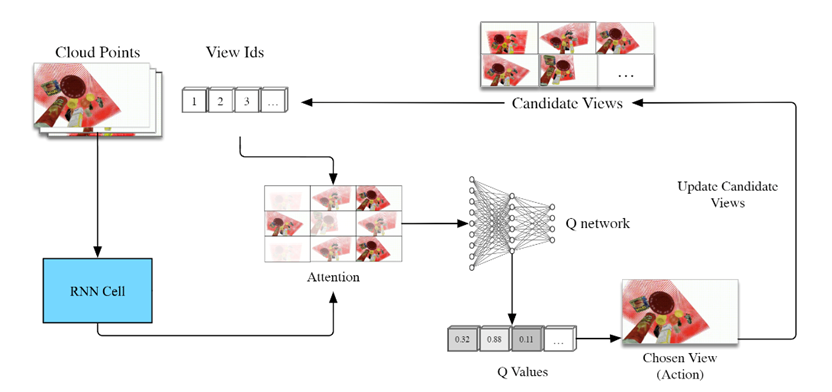 Cloud Points
View Ids
1 2 3 ...
...
Candidate Views
Update Candidate
Views
Attention
Q network
RNN Cell
0.32 0.88 0.11 ...
Q Values
Chosen View
(Action)